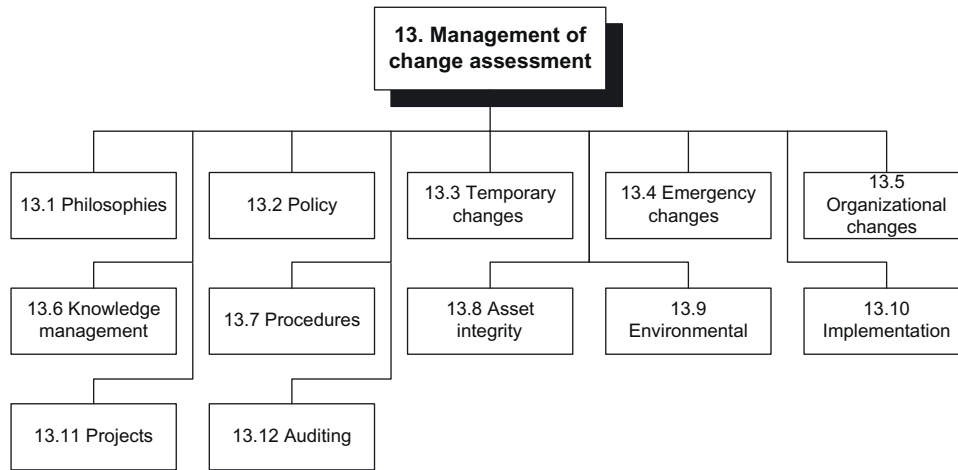 13. Management of
change assessment
13.1 Philosophies
13.2 Policy
13.3 Temporary
changes
13.4 Emergency
changes
13.5
Organizational
changes
13.6 Knowledge
management
13.7 Procedures
13.8 Asset
integrity
13.9
Environmental
13.10
Implementation
13.11 Projects
13.12 Auditing